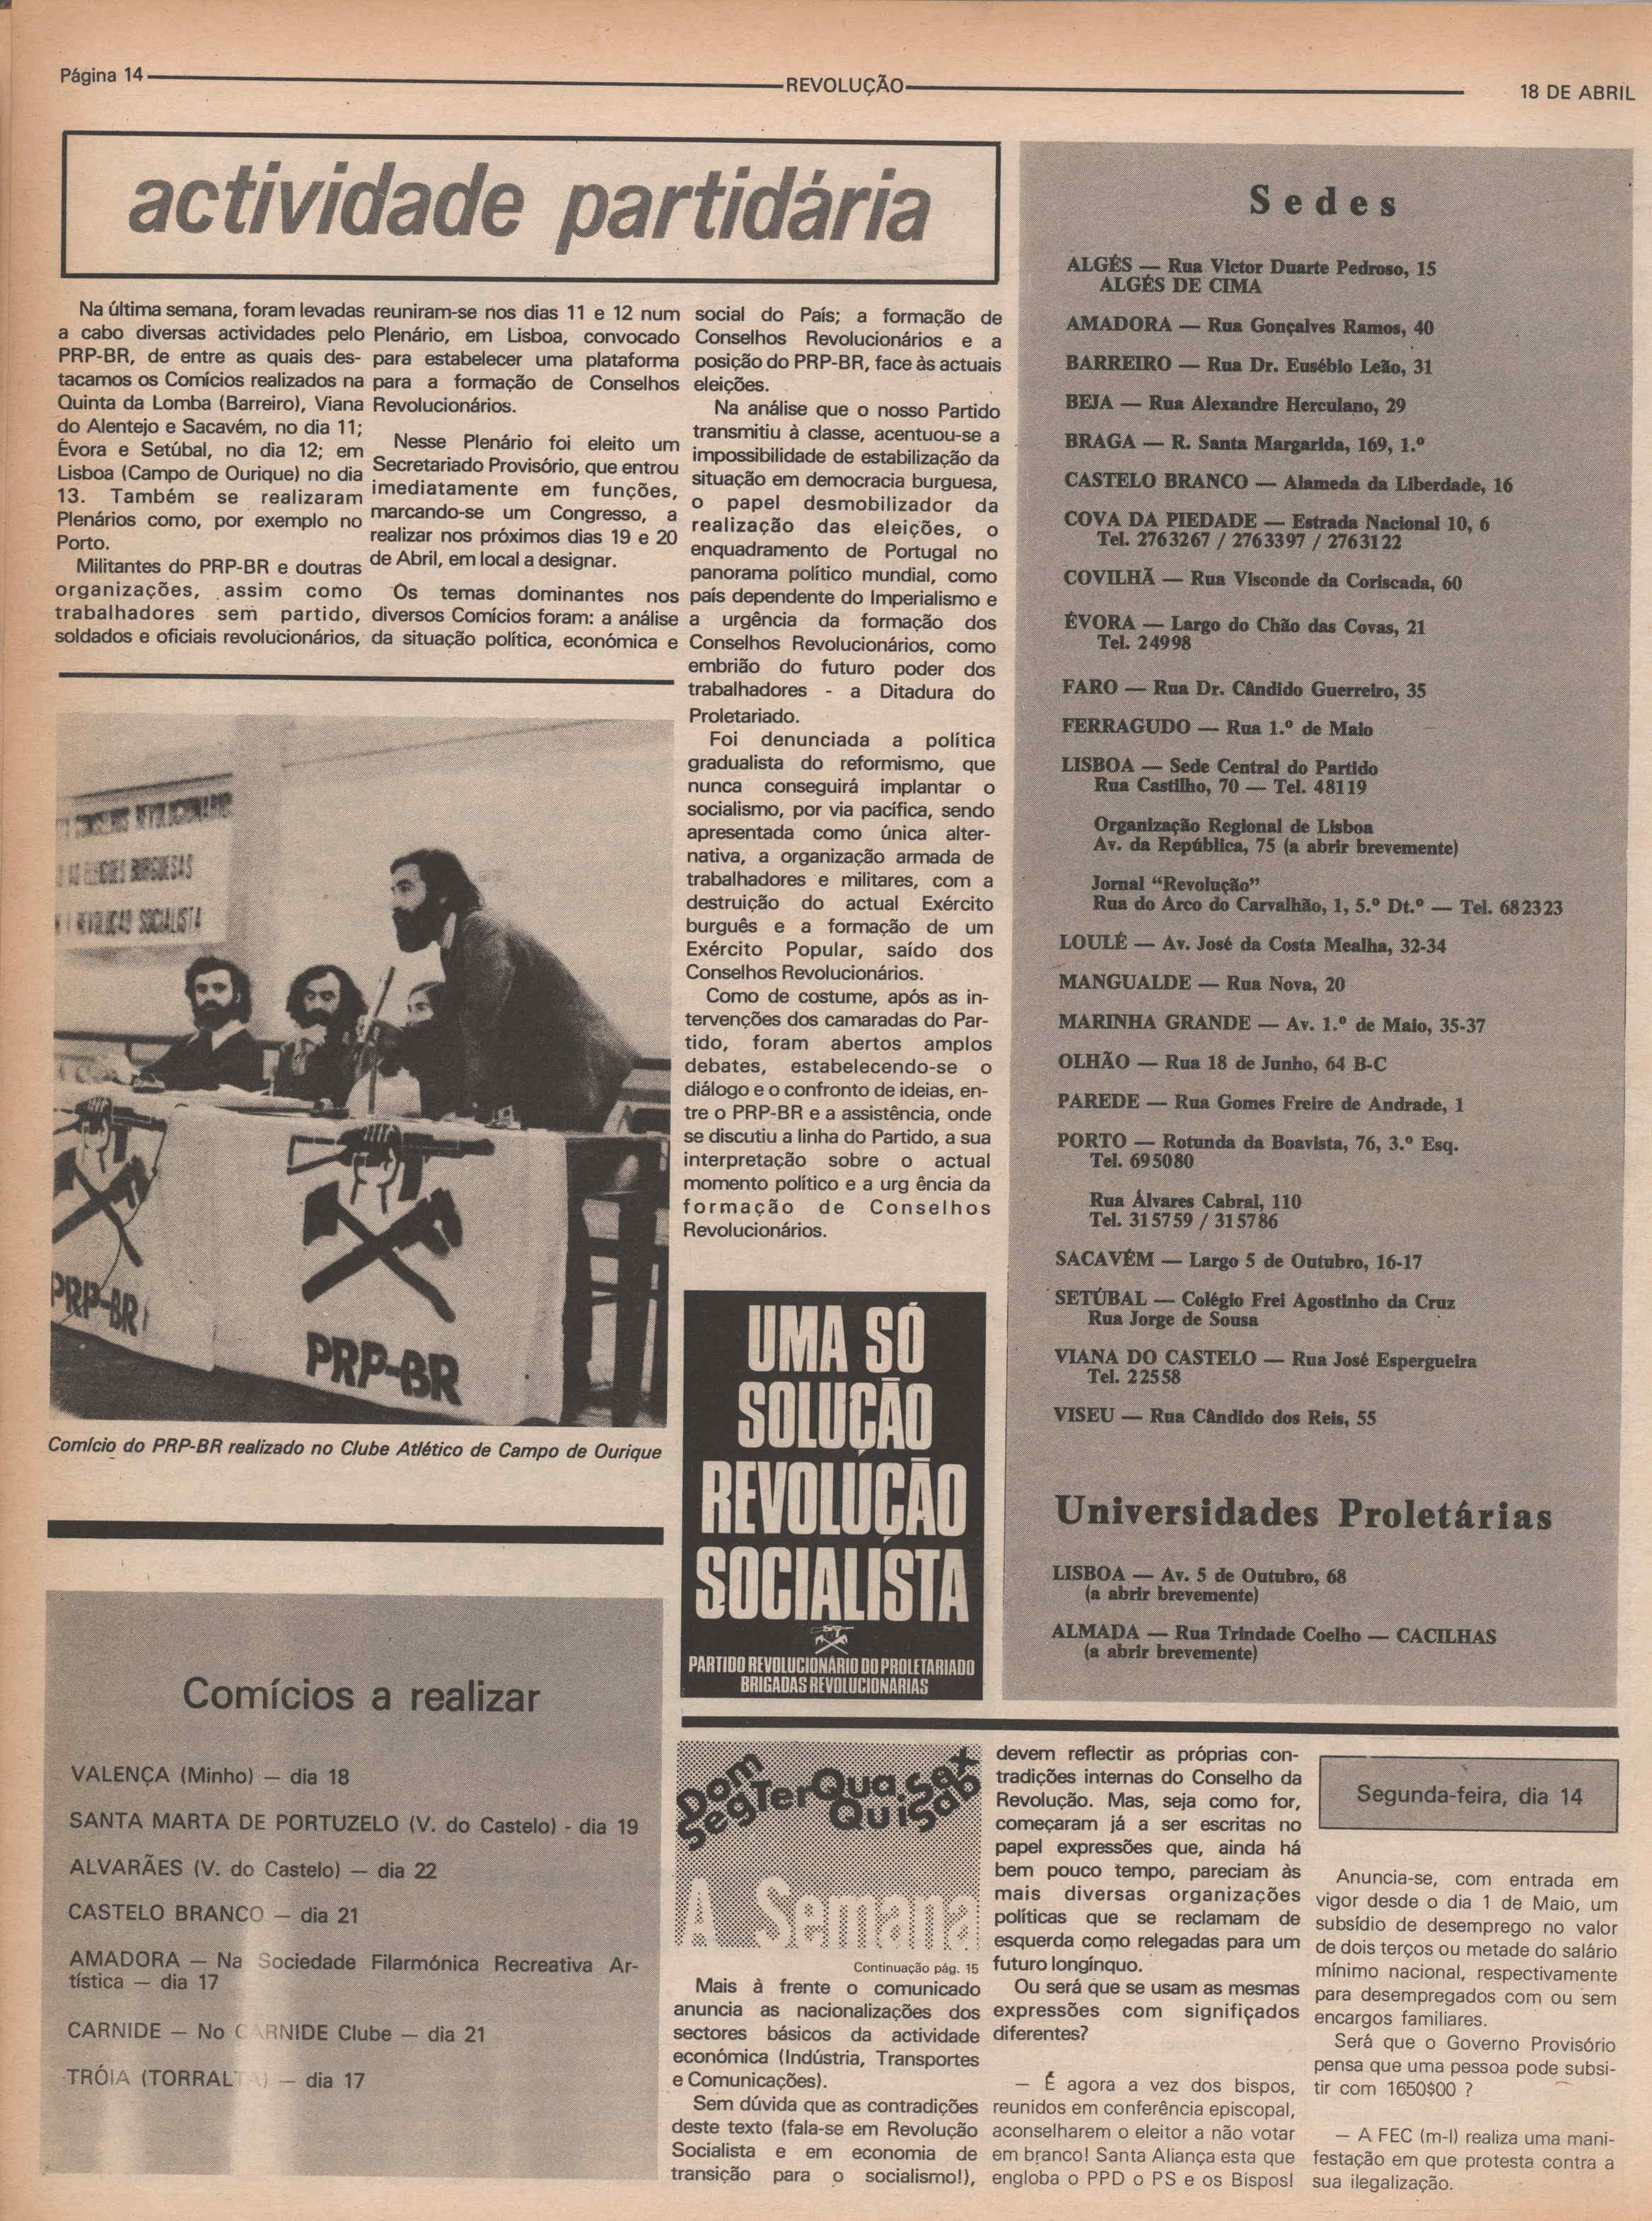 Página 14
REVOLUÇÃO
18 DE ABRIL
actividade partidária
Na última semana, foram levadas
a cabo diversas actividades pelo
PRP-BR, de entre as quais des-
tacamos os Comícios realizados na
Quinta da Lomba (Barreiro), Viana
do Alentejo e Sacavém, no dia 11;
Évora e Setúbal, no dia 12; em
Lisboa (Campo de Ourique) no dia
13. Também se realizaram
Plenários como, por exemplo no
Porto.
Militantes do PRP-BR e doutras
organizações, assim como
trabalhadores sem partido,
soldados e oficiais revolucionários,
reuniram-se nos dias 11 e 12 num
Plenário, em Lisboa, convocado
para estabelecer uma plataforma
para a formação de Conselhos
Revolucionários.
Nesse Plenário foi eleito um
Secretariado Provisório, que entrou
imediatamente em funções,
marcando-se um Congresso, a
realizar nos próximos dias 19 e 20
de Abril, em local a designar.
Os temas dominantes nos
diversos Comícios foram: a análise
da situação política, económica e
social do País; a formação de
Conselhos Revolucionários e a
posição do PRP-BR, face às actuais
eleições.
Na análise que o nosso Partido
transmitiu à classe, acentuou-se a
impossibilidade de estabilização da
situação em democracia burguesa,
o papel desmobilizador da
realização das eleições, o
enquadramento de Portugal no
panorama político mundial, como
país dependente do Imperialismo e
a urgência da formação dos
Conselhos Revolucionários, como
embrião do futuro poder dos
trabalhadores - a Ditadura do
Proletariado.
Foi denunciada a política
gradualista do reformismo, que
nunca conseguirá implantar o
socialismo, por via pacífica, sendo
apresentada como única alter-
nativa, a organização armada de
trabalhadores e militares, com a
destruição do actual Exército
burguês e a formação de um
Exército Popular, saído dos
Conselhos Revolucionários.
Como de costume, após as in-
tervenções dos camaradas do Par-
tido, foram abertos amplos
debates, estabelecendo-se o
diálogo e o confronto de ideias, en-
tre o PRP-BR e a assistência, onde
se discutiu a linha do Partido, a sua
interpretação sobre o actual
momento político e a urg ência da
formação de Conselhos
Revolucionários.
CONSELHOS REVOLUCIONÁRIOS
AS ELEIÇÕES BURGUESAS
REVOLUÇÃO SOCIALISTA
PRP-BR
PRP-BR
Comício do PRP-BR realizado no Clube Atlético de Campo de Ourique
UMA SÓ
SOLUÇÃO
REVOLUÇÃO
SOCIALISTA
PARTIDO REVOLUCIONÁRIO DO PROLETARIADO
BRIGADAS REVOLUCIONÁRIAS
Sedes
ALGÉS — Rua Victor Duarte Pedroso, 15
ALGÉS DE CIMA
AMADORA — Rua Gonçalves Ramos, 40
BARREIRO — Rua Dr. Eusébio Leão, 31
BEJA — Rua Alexandre Herculano, 29
BRAGA — R. Santa Margarida, 169, 1.º
CASTELO BRANCO — Alameda da Liberdade, 16
COVA DA PIEDADE — Estrada Nacional 10, 6
Tel. 2763267 / 2763397 / 2763122
COVILHÃ — Rua Visconde da Coriscada, 60
ÉVORA — Largo do Chão das Covas, 21
Tel. 24998
FARO — Rua Dr. Cândido Guerreiro, 35
FERRAGUDO — Rua 1.º de Maio
LISBOA — Sede Central do Partido
Rua Castilho, 70 — Tel. 48119
Organização Regional de Lisboa
Av. da República, 75 (a abrir brevemente)
Jornal “Revolução”
Rua do Arco do Carvalhão, 1, 5.º Dt.º — Tel. 682323
LOULÉ — Av. José da Costa Mealha, 32-34
MANGUALDE — Rua Nova, 20
MARINHA GRANDE — Av. 1.º de Maio, 35-37
OLHÃO — Rua 18 de Junho, 64 B-C
PAREDE — Rua Gomes Freire de Andrade, 1
PORTO — Rotunda da Boavista, 76, 3.º Esq.
Tel. 695080
Rua Álvares Cabral, 110
Tel. 315759 / 315786
SACAVÉM — Largo 5 de Outubro, 16-17
SETÚBAL — Colégio Frei Agostinho da Cruz
Rua Jorge de Sousa
VIANA DO CASTELO — Rua José Espergueira
Tel. 22558
VISEU — Rua Cândido dos Reis, 55
Universidades Proletárias
LISBOA — Av. 5 de Outubro, 68
(a abrir brevemente)
ALMADA — Rua Trindade Coelho — CACILHAS
(a abrir brevemente)
Comícios a realizar
VALENÇA (Minho) — dia 18
SANTA MARTA DE PORTUZELO (V. do Castelo) - dia 19
ALVARÃES (V. do Castelo) — dia 22
CASTELO BRANCO — dia 21
AMADORA — Na Sociedade Filarmónica Recreativa Ar-
tística — dia 17
CARNIDE — No CARNIDE Clube — dia 21
TRÓIA (TORRALTA) — dia 17
Dom Seg Ter Qua Qui Sex Sab
A Semana
Continuação pág. 15
Mais à frente o comunicado
anuncia as nacionalizações dos
sectores básicos da actividade
económica (Indústria, Transportes
e Comunicações).
Sem dúvida que as contradições
deste texto (fala-se em Revolução
Socialista e em economia de
transição para o socialismo!),
devem reflectir as próprias con-
tradições internas do Conselho da
Revolução. Mas, seja como for,
começaram já a ser escritas no
papel expressões que, ainda há
bem pouco tempo, pareciam às
mais diversas organizações
políticas que se reclamam de
esquerda como relegadas para um
futuro longínquo.
Ou será que se usam as mesmas
expressões com significados
diferentes?
— É agora a vez dos bispos,
reunidos em conferência episcopal,
aconselharem o eleitor a não votar
em branco! Santa Aliança esta que
engloba o PPD o PS e os Bispos!
Segunda-feira, dia 14
Anuncia-se, com entrada em
vigor desde o dia 1 de Maio, um
subsídio de desemprego no valor
de dois terços ou metade do salário
mínimo nacional, respectivamente
para desempregados com ou sem
encargos familiares.
Será que o Governo Provisório
pensa que uma pessoa pode subsi-
tir com 1650$00 ?
— A FEC (m-l) realiza uma mani-
festação em que protesta contra a
sua ilegalização.